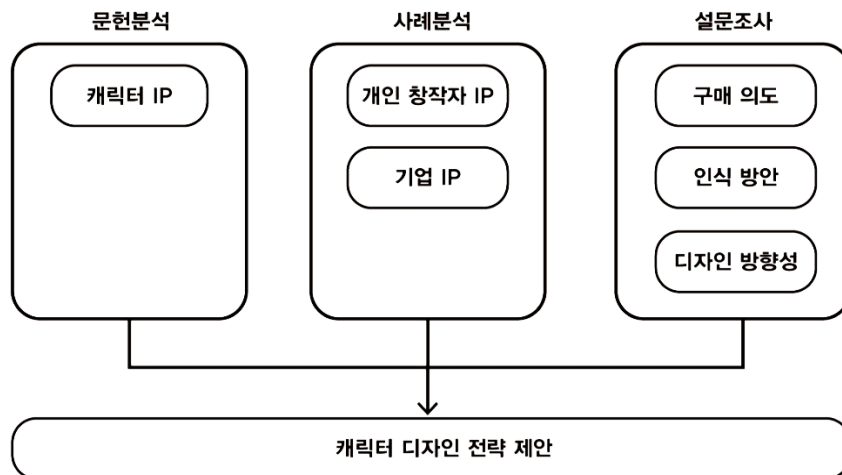 문헌분석
사례분석
설문조사
캐릭터 IP
개인 창작자 IP
구매 의도
기업 IP
인식 방안
디자인 방향성
캐릭터 디자인 전략 제안